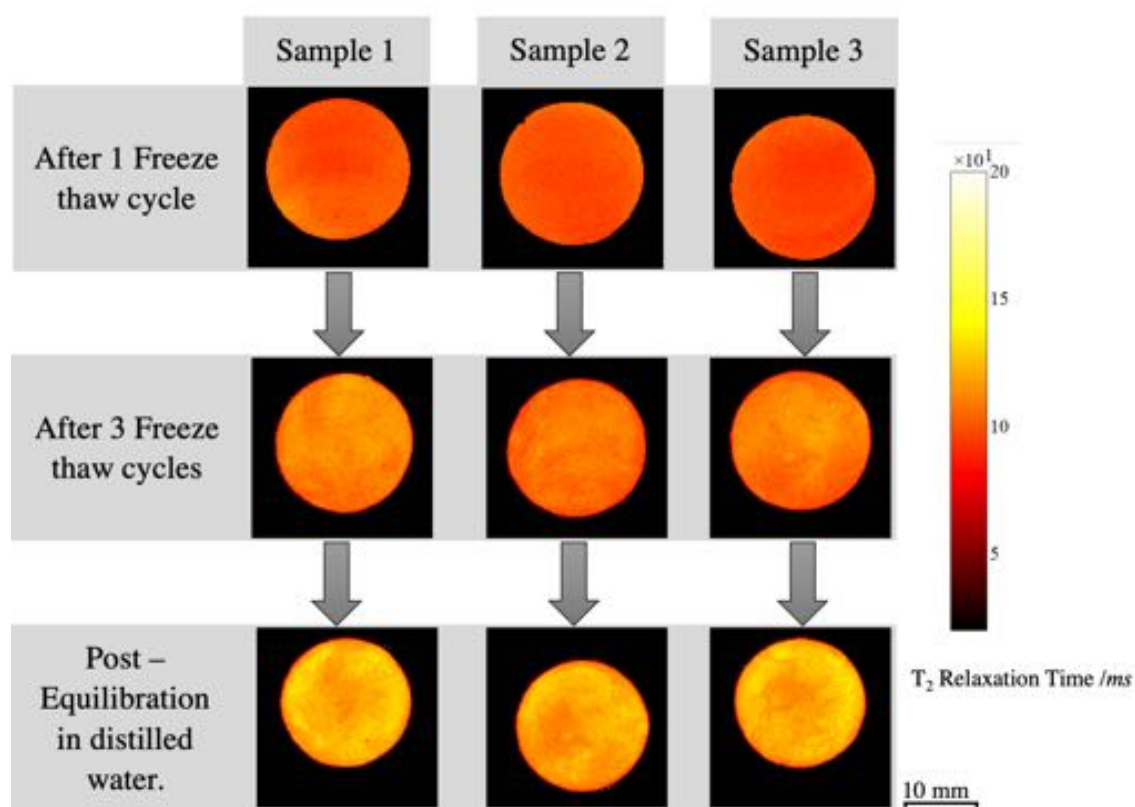 Sample 1
Sample 2
Sample 3
After 1 Freeze
thaw cycle
×10¹
20
15
10
5
After 3 Freeze
thaw cycles
T₂ Relaxation Time /ms
Post –
Equilibration
in distilled
water.
10 mm